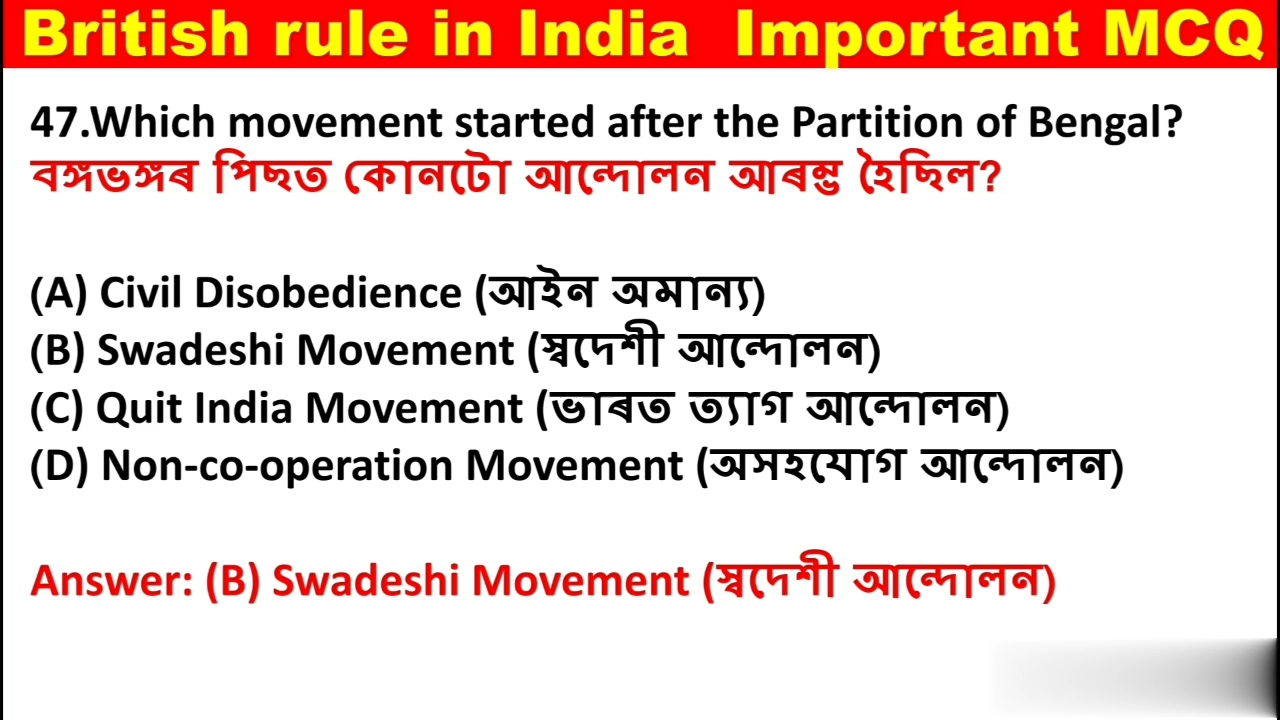 British rule in India Important MCQ
47.Which movement started after the Partition of Bengal?
বঙ্গভঙ্গৰ পিছত কোনটো আন্দোলন আৰম্ভ হৈছিল?
(A) Civil Disobedience (আইন অমান্য)
(B) Swadeshi Movement (স্বদেশী আন্দোলন)
(C) Quit India Movement (ভাৰত ত্যাগ আন্দোলন)
(D) Non-co-operation Movement (অসহযোগ আন্দোলন)
Answer: (B) Swadeshi Movement (স্বদেশী আন্দোলন)